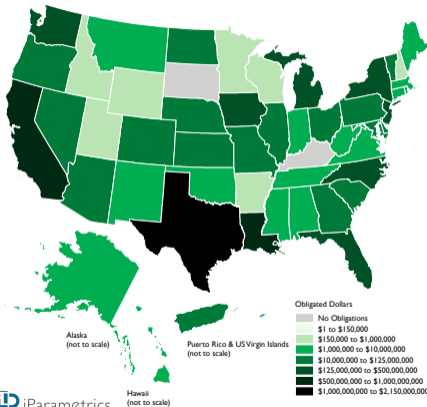 Obligated Dollars
No Obligations
$1 to $150,000
$150,000 to $1,000,000
$1,000,000 to $10,000,000
$10,000,000 to $125,000,000
$125,000,000 to $500,000,000
$500,000,000 to $1,000,000,000
$1,000,000,000 to $2,150,000,00
Alaska
(not to scale)
Puerto Rico & US Virgin Islands
(not to scale)
Hawaii
(not to scale)
iParametrics